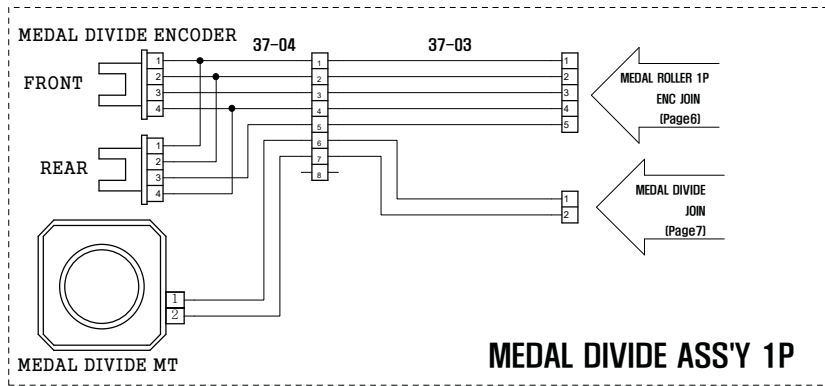 MEDAL DIVIDE ENCODER
37-04
37-03
FRONT
1
2
3
4
1
2
3
4
5
6
7
8
1
2
3
4
5
MEDAL ROLLER 1P
ENC JOIN
(Page6)
REAR
1
2
3
4
1
2
MEDAL DIVIDE
JOIN
(Page7)
1
2
MEDAL DIVIDE MT
MEDAL DIVIDE ASS'Y 1P